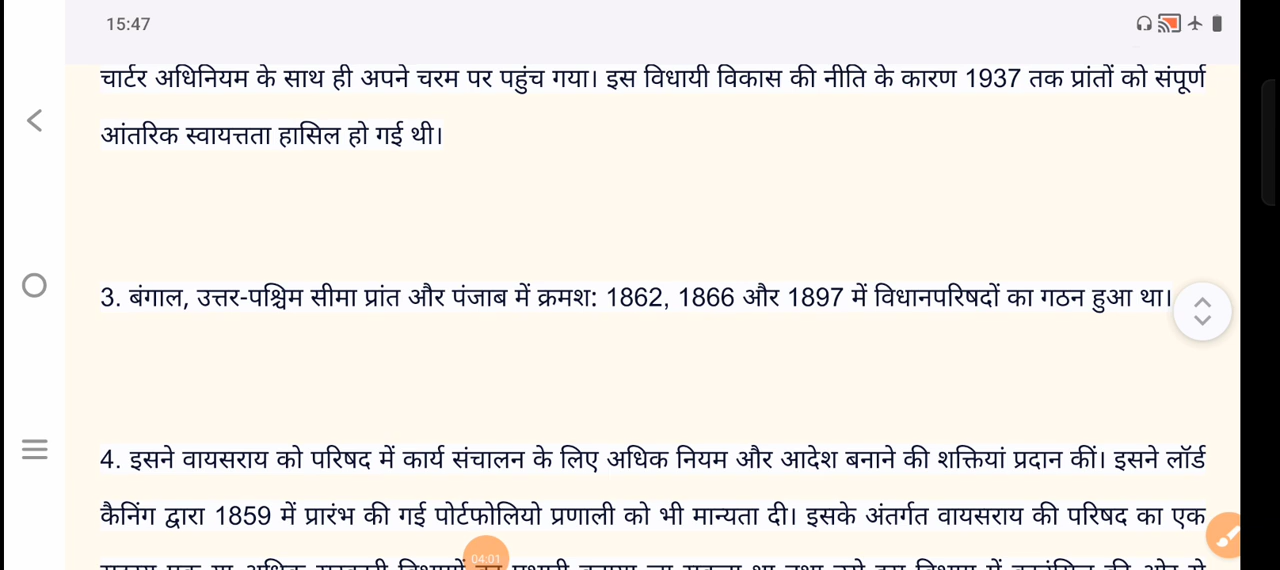 15:47
चार्टर अधिनियम के साथ ही अपने चरम पर पहुंच गया। इस विधायी विकास की नीति के कारण 1937 तक प्रांतों को संपूर्ण
आंतरिक स्वायत्तता हासिल हो गई थी।
3. बंगाल, उत्तर-पश्चिम सीमा प्रांत और पंजाब में क्रमश: 1862, 1866 और 1897 में विधानपरिषदों का गठन हुआ था।
4. इसने वायसराय को परिषद में कार्य संचालन के लिए अधिक नियम और आदेश बनाने की शक्तियां प्रदान कीं। इसने लॉर्ड
कैनिंग द्वारा 1859 में प्रारंभ की गई पोर्टफोलियो प्रणाली को भी मान्यता दी। इसके अंतर्गत वायसराय की परिषद का एक
04:01